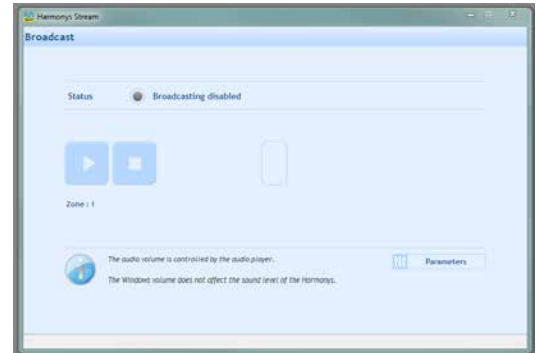 Harmonys Stream
Broadcast
Status Broadcasting disabled
Zone : 1
The audio volume is controlled by the audio player.
The Windows volume does not affect the sound level of the Harmonys.
Parameters